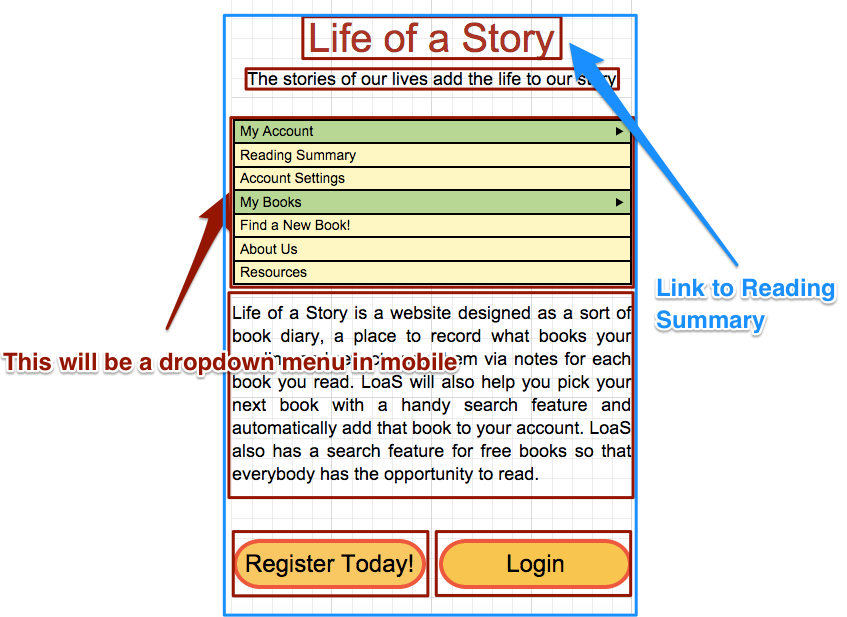 Life of a Story
The stories of our lives add the life to our story
My Account
Reading Summary
Account Settings
My Books
Find a New Book!
About Us
Resources
Link to Reading
Summary
Life of a Story is a website designed as a sort of
book diary, a place to record what books your
via notes for each
This will be a dropdown menu in mobile
book you read. LoaS will also help you pick your
next book with a handy search feature and
automatically add that book to your account. LoaS
also has a search feature for free books so that
everybody has the opportunity to read.
Register Today!
Login